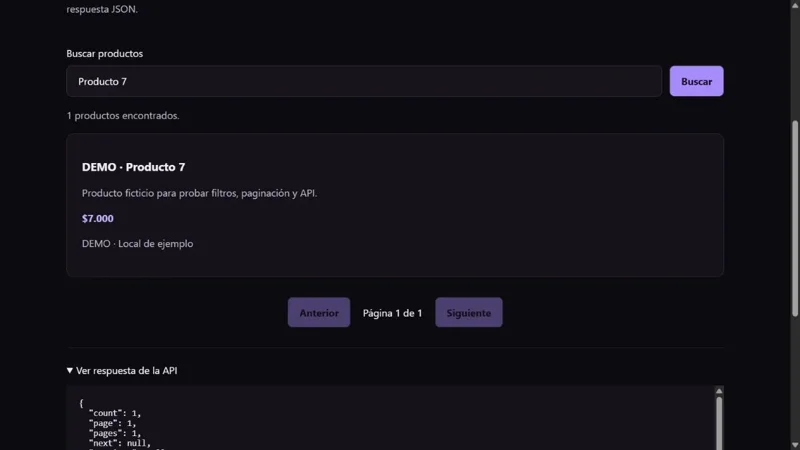 respuesta JSON.
Buscar productos
Producto 7
Buscar
1 productos encontrados.
DEMO · Producto 7
Producto ficticio para probar filtros, paginación y API.
$7.000
DEMO · Local de ejemplo
Anterior
Página 1 de 1
Siguiente
▼ Ver respuesta de la API
{
"count": 1,
"page": 1,
"pages": 1,
"next": null,